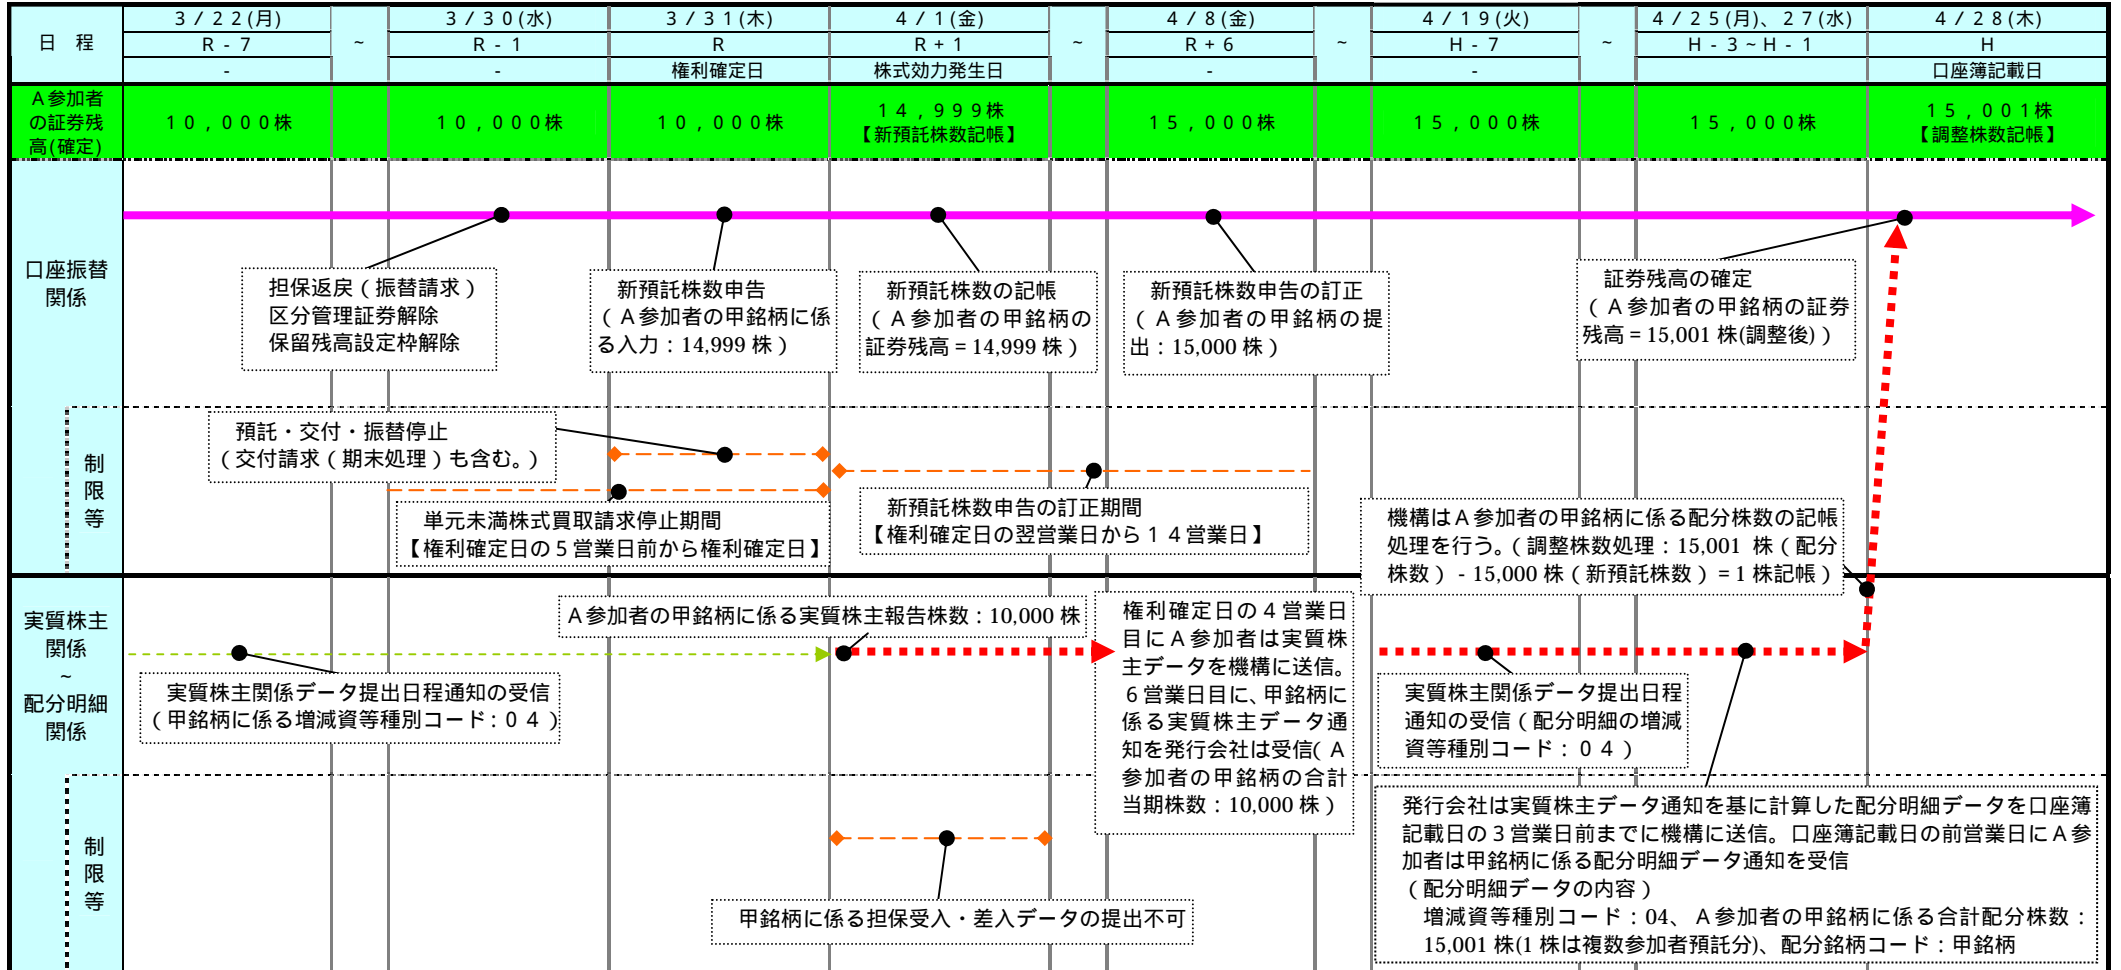 日 程
3/22(月)
~
3/30(水)
3/31(木)
4/1(金)
~
4/8(金)
~
4/19(火)
~
4/25(月)、27(水)
4/28(木)
R-7
R-1
R
R+1
R+6
H-7
H-3~H-1
H
-
-
権利確定日
株式効力発生日
-
-
口座簿記載日
A参加者
の証券残
高(確定)
10,000株
10,000株
10,000株
14,999株
【新預託株数記帳】
15,000株
15,000株
15,000株
15,001株
【調整株数記帳】
口座振替
関係
担保返戻(振替請求)
区分管理証券解除
保留残高設定枠解除
新預託株数申告
(A参加者の甲銘柄に係
る入力:14,999株)
新預託株数の記帳
(A参加者の甲銘柄の
証券残高=14,999株)
新預託株数申告の訂正
(A参加者の甲銘柄の提
出:15,000株)
証券残高の確定
(A参加者の甲銘柄の証券
残高=15,001株(調整後))
制
限
等
預託・交付・振替停止
(交付請求(期末処理)も含む。)
単元未満株式買取請求停止期間
【権利確定日の5営業日前から権利確定日】
新預託株数申告の訂正期間
【権利確定日の翌営業日から14営業日】
機構はA参加者の甲銘柄に係る配分株数の記帳
処理を行う。(調整株数処理:15,001 株(配分
株数)-15,000株(新預託株数)=1株記帳)
実質株主
関係
~
配分明細
関係
A参加者の甲銘柄に係る実質株主報告株数:10,000株
実質株主関係データ提出日程通知の受信
(甲銘柄に係る増減資等種別コード:04)
権利確定日の4営業日
目にA参加者は実質株
主データを機構に送信。
6営業日目に、甲銘柄に
係る実質株主データ通
知を発行会社は受信(A
参加者の甲銘柄の合計
当期株数:10,000株)
実質株主関係データ提出日程
通知の受信(配分明細の増減
資等種別コード:04)
制
限
等
甲銘柄に係る担保受入・差入データの提出不可
発行会社は実質株主データ通知を基に計算した配分明細データを口座簿
記載日の3営業日前までに機構に送信。口座簿記載日の前営業日にA参
加者は甲銘柄に係る配分明細データ通知を受信
(配分明細データの内容)
増減資等種別コード:04、A参加者の甲銘柄に係る合計配分株数:
15,001株(1株は複数参加者預託分)、配分銘柄コード:甲銘柄